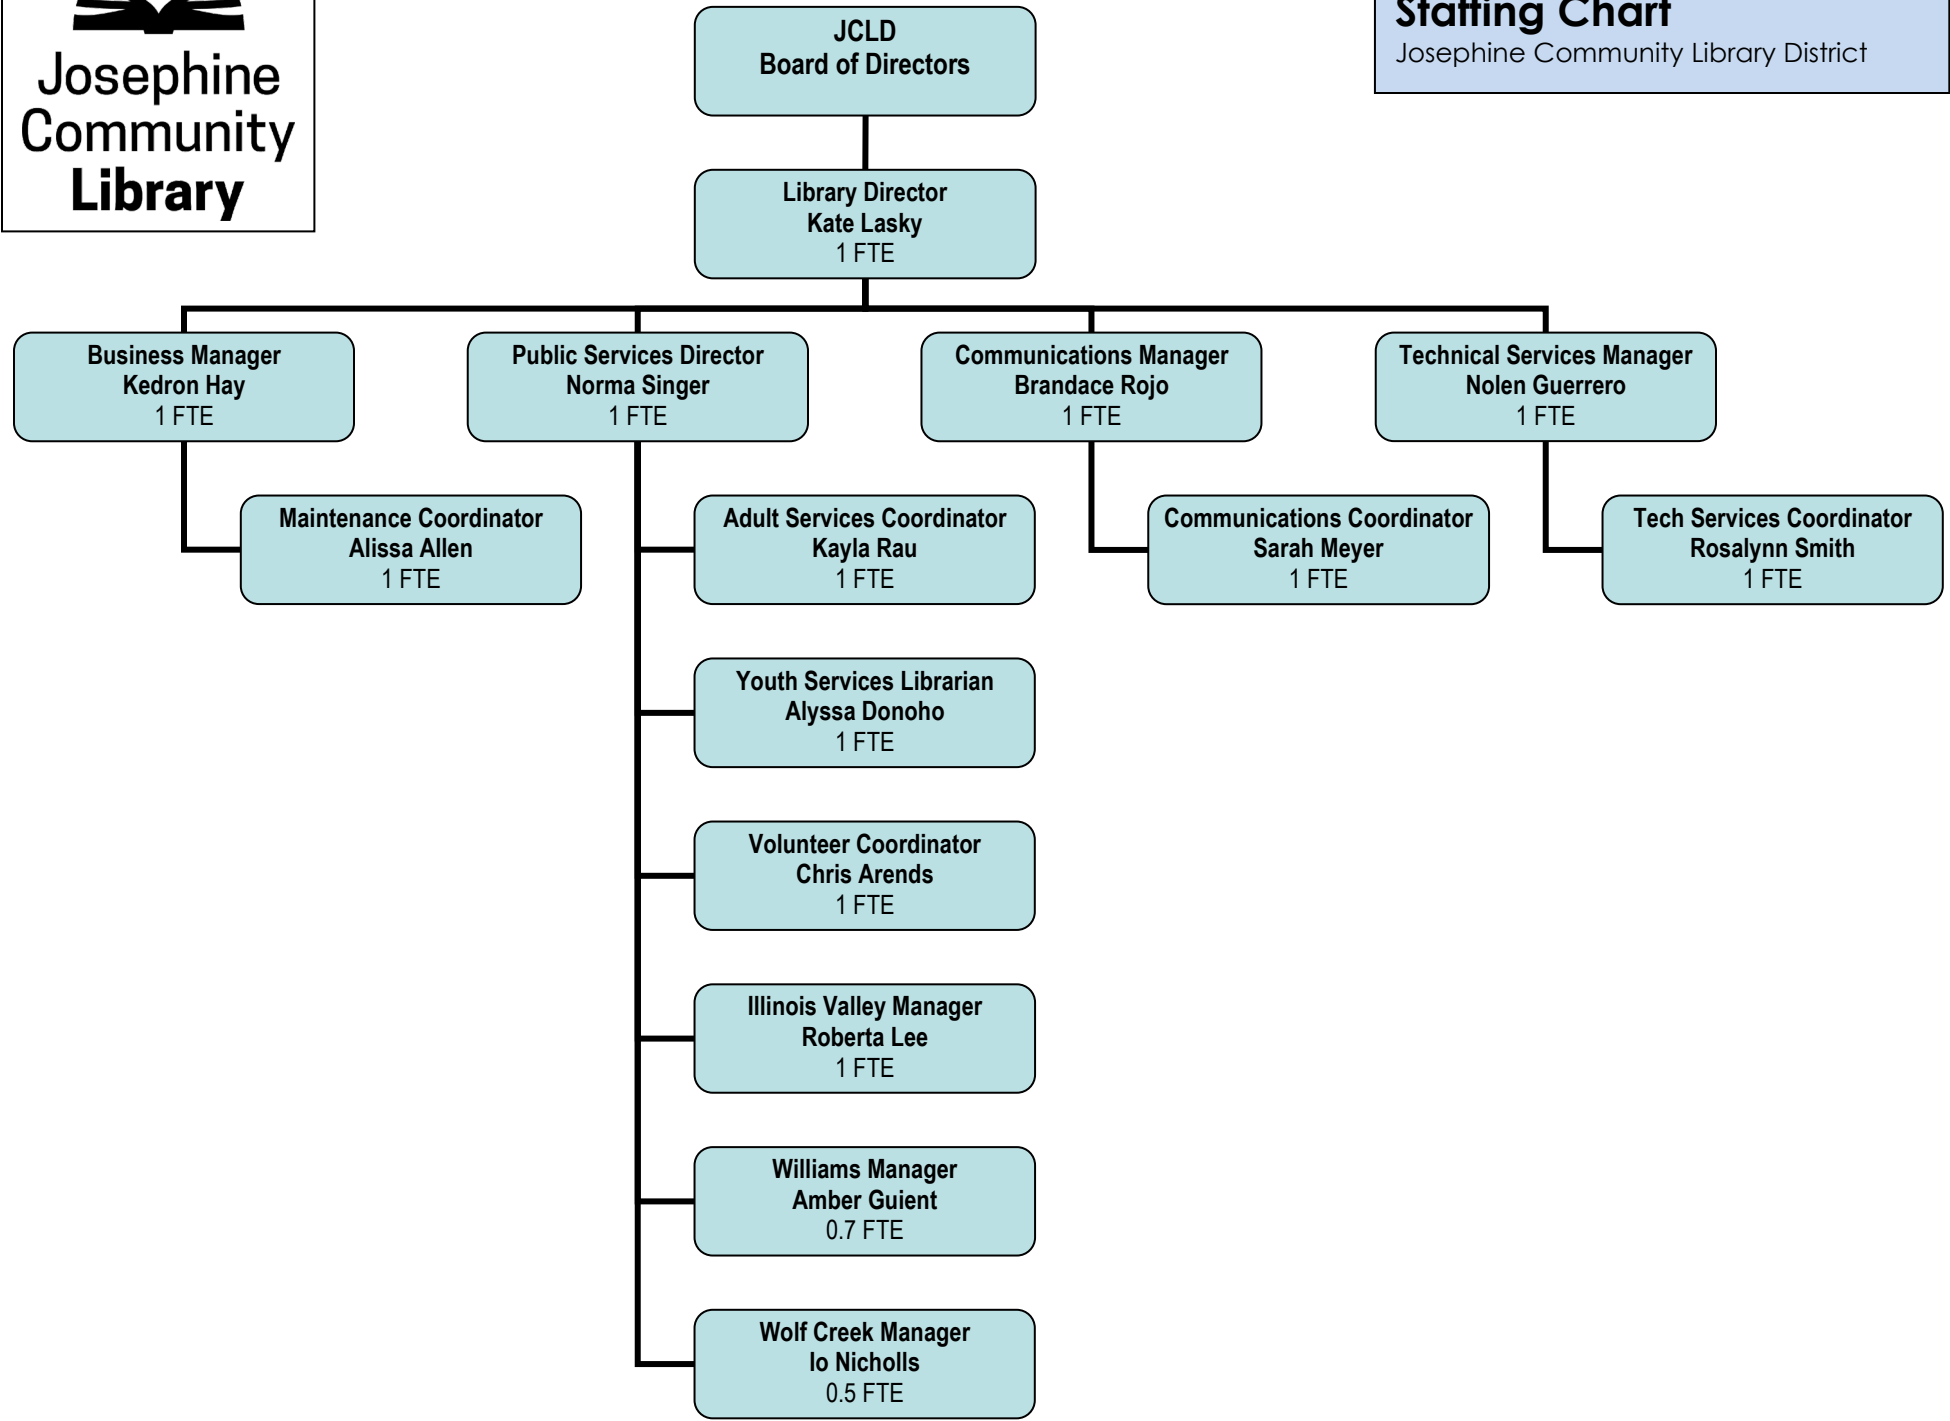 Josephine
Community
Library
Staffing Chart
Josephine Community Library District
JCLD
Board of Directors
Library Director
Kate Lasky
1 FTE
Business Manager
Kedron Hay
1 FTE
Public Services Director
Norma Singer
1 FTE
Communications Manager
Brandace Rojo
1 FTE
Technical Services Manager
Nolen Guerrero
1 FTE
Maintenance Coordinator
Alissa Allen
1 FTE
Adult Services Coordinator
Kayla Rau
1 FTE
Communications Coordinator
Sarah Meyer
1 FTE
Tech Services Coordinator
Rosalynn Smith
1 FTE
Youth Services Librarian
Alyssa Donoho
1 FTE
Volunteer Coordinator
Chris Arends
1 FTE
Illinois Valley Manager
Roberta Lee
1 FTE
Williams Manager
Amber Guient
0.7 FTE
Wolf Creek Manager
Io Nicholls
0.5 FTE